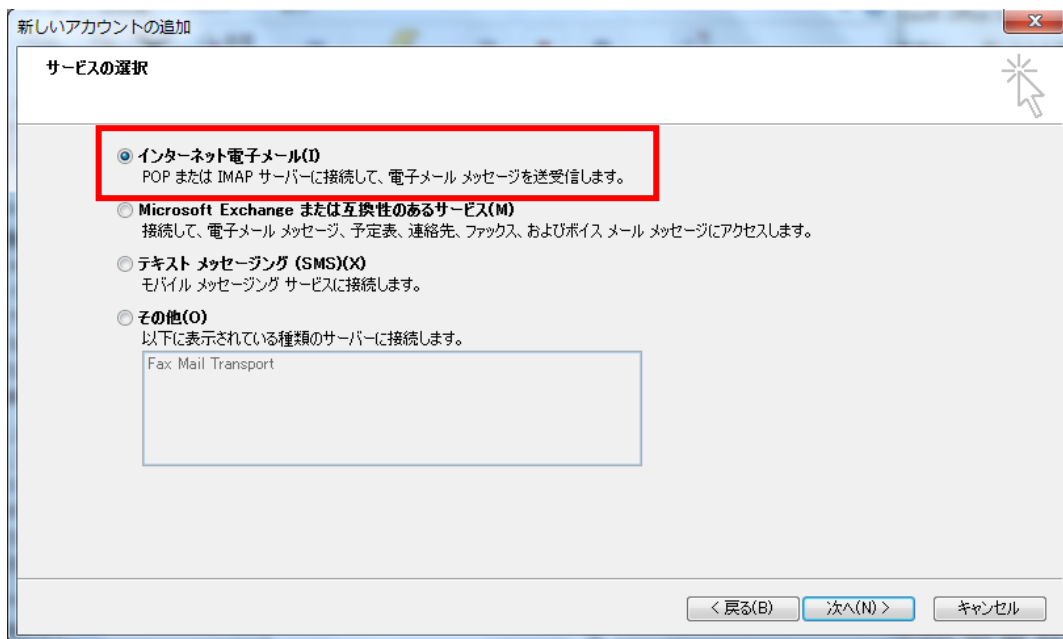 新しいアカウントの追加
サービスの選択
インターネット電子メール(I)
POP または IMAP サーバーに接続して、電子メール メッセージを送受信します。
Microsoft Exchange または互換性のあるサービス(M)
接続して、電子メール メッセージ、予定表、連絡先、ファックス、およびボイス メール メッセージにアクセスします。
テキスト メッセージング (SMS)(X)
モバイル メッセージング サービスに接続します。
その他(O)
以下に表示されている種類のサーバーに接続します。
Fax Mail Transport
< 戻る(B) 次へ(N) > キャンセル